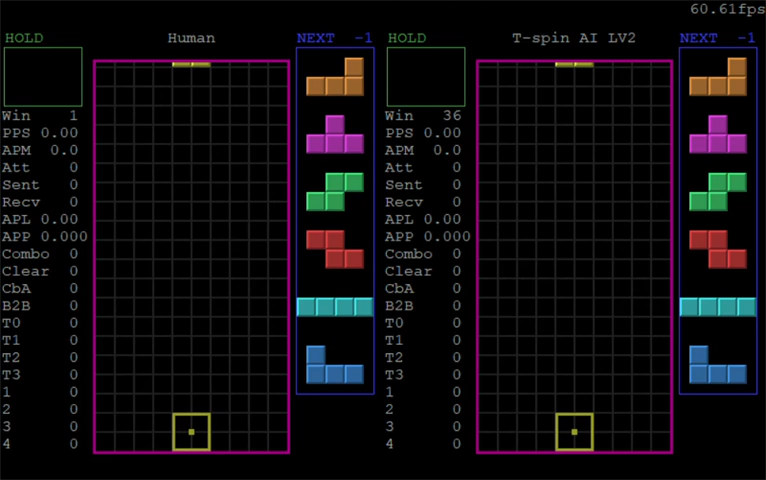 60.61fps
HOLD Human NEXT -1
Win 1
PPS 0.00
APM 0.0
Att 0
Sent 0
Recv 0
APL 0.00
APP 0.000
Combo 0
Clear 0
CbA 0
B2B 0
T0 0
T1 0
T2 0
T3 0
1 0
2 0
3 0
4 0
HOLD T-spin AI LV2 NEXT -1
Win 36
PPS 0.00
APM 0.0
Att 0
Sent 0
Recv 0
APL 0.00
APP 0.000
Combo 0
Clear 0
CbA 0
B2B 0
T0 0
T1 0
T2 0
T3 0
1 0
2 0
3 0
4 0